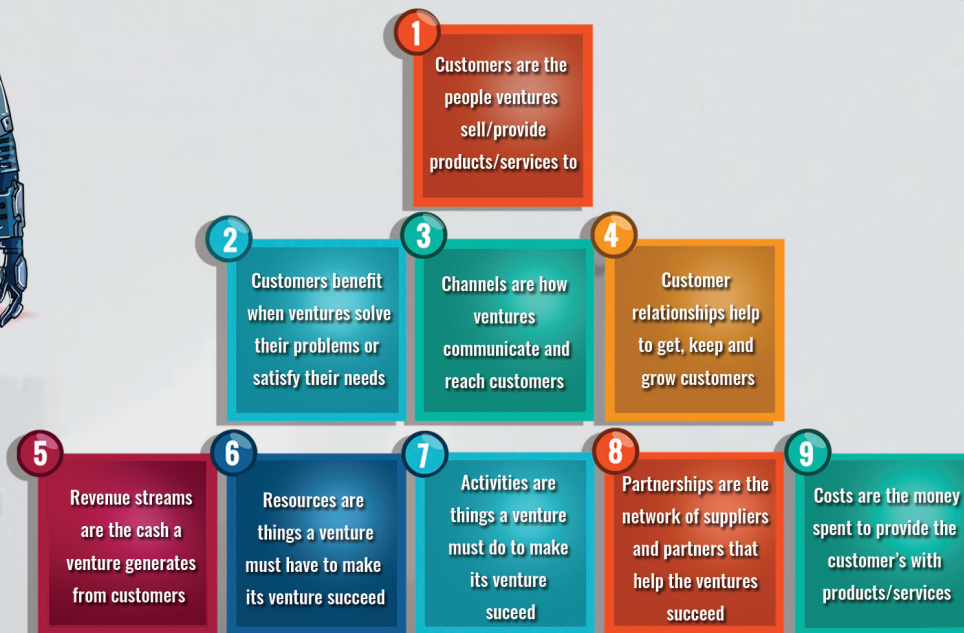 1
Customers are the
people ventures
sell/provide
products/services to
2
Customers benefit
when ventures solve
their problems or
satisfy their needs
3
Channels are how
ventures
communicate and
reach customers
4
Customer
relationships help
to get, keep and
grow customers
5
Revenue streams
are the cash a
venture generates
from customers
6
Resources are
things a venture
must have to make
its venture succeed
7
Activities are
things a venture
must do to make
its venture
suceed
8
Partnerships are the
network of suppliers
and partners that
help the ventures
succeed
9
Costs are the money
spent to provide the
customer's with
products/services